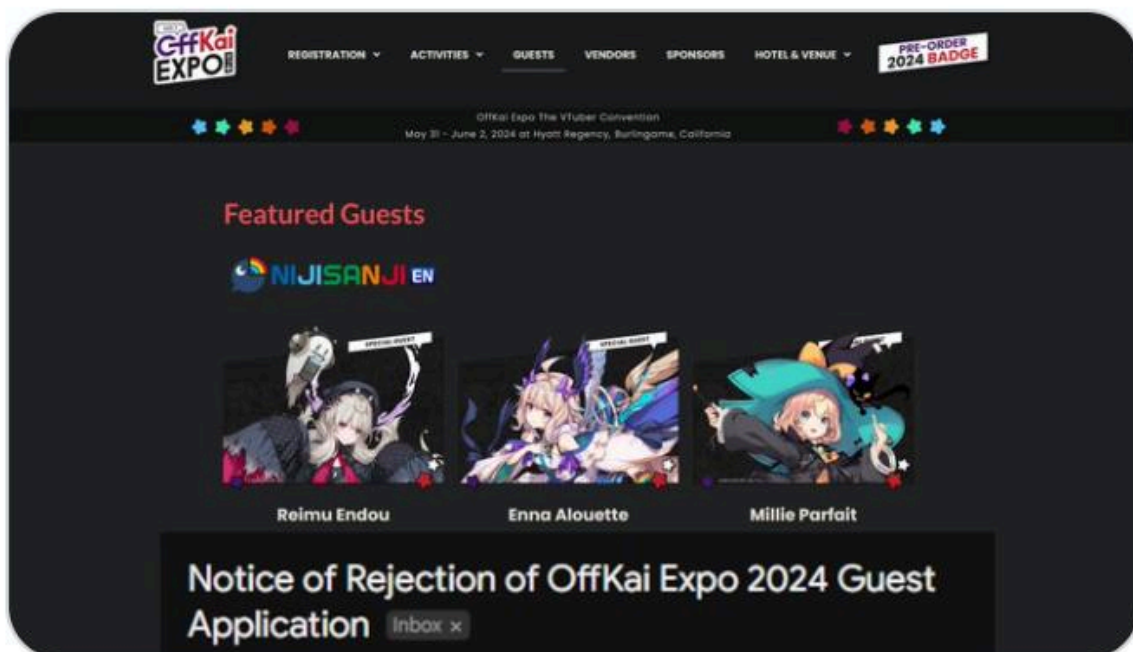 OffKai
EXPO
REGISTRATION ACTIVITIES GUESTS VENDORS SPONSORS HOTEL & VENUE
PRE-ORDER
2024 BADGE
OffKai Expo The VTuber Convention
May 31 - June 2, 2024 at Hyatt Regency, Burlingame, California
Featured Guests
NIJISANJI EN
SPECIAL GUEST SPECIAL GUEST
Reimu Endou Enna Alouette Millie Parfait
Notice of Rejection of OffKai Expo 2024 Guest
Application Inbox ×